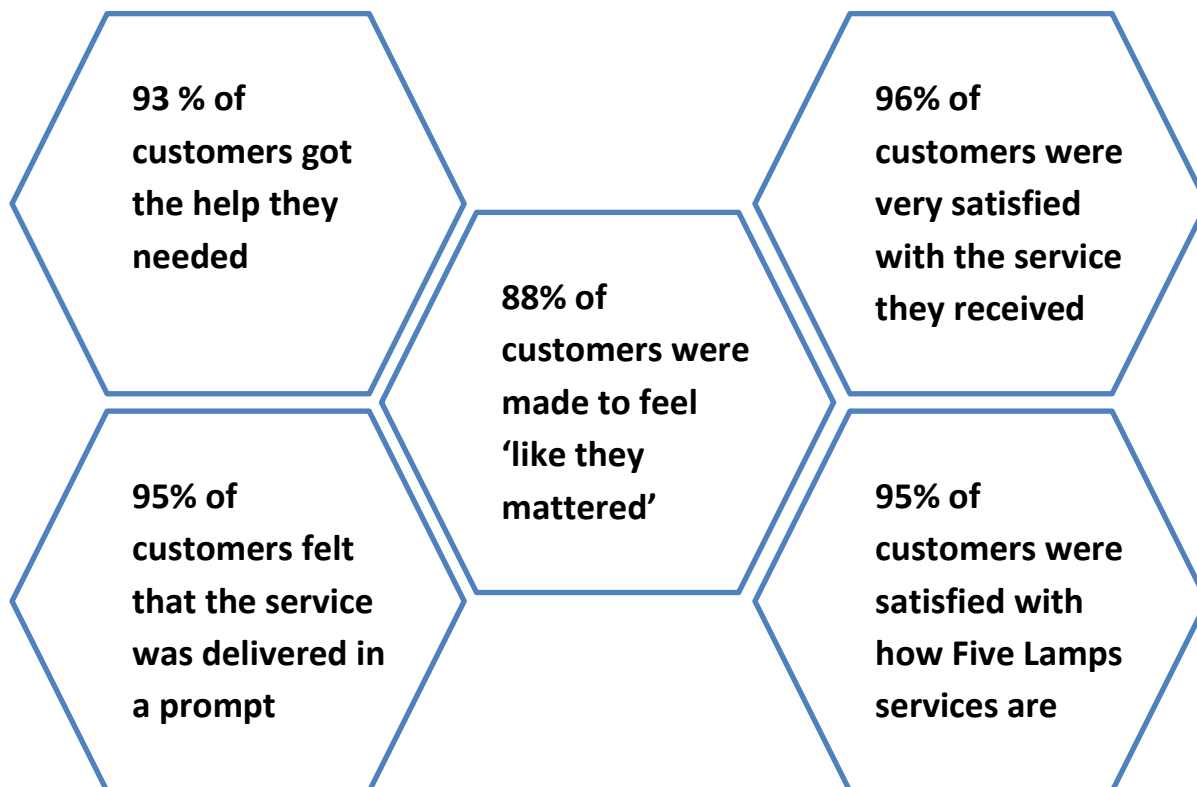 93 % of
customers got
the help they
needed
96% of
customers were
very satisfied
with the service
they received
88% of
customers were
made to feel
‘like they
mattered’
95% of
customers felt
that the service
was delivered in
a prompt
95% of
customers were
satisfied with
how Five Lamps
services are